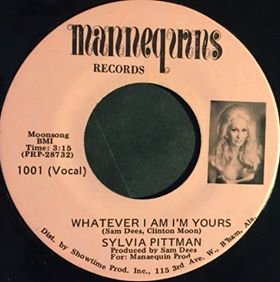 mannequins
RECORDS
Moonsong
BMI
Time: 3:15
(PRP-28732)
1001 (Vocal)
WHATEVER I AM I'M YOURS
(Sam Dees, Clinton Moon)
SYLVIA PITTMAN
Produced by Sam Dees
For: Manaequin Prod
Dist. by Showtime Prod. Inc., 115 3rd Ave. W., B'ham, Ala.